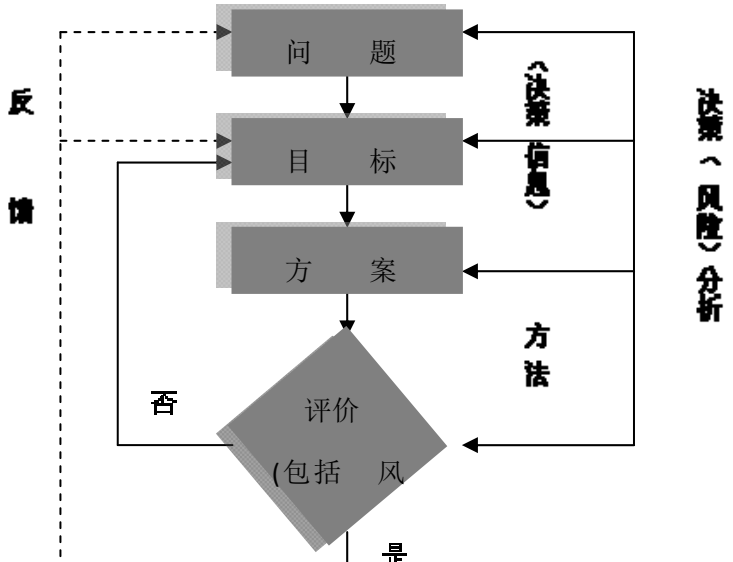 问 题
目 标
方 案
评价
(包括 风
否
是
反 馈
(决策 信息)
方法
决策(风险)分析